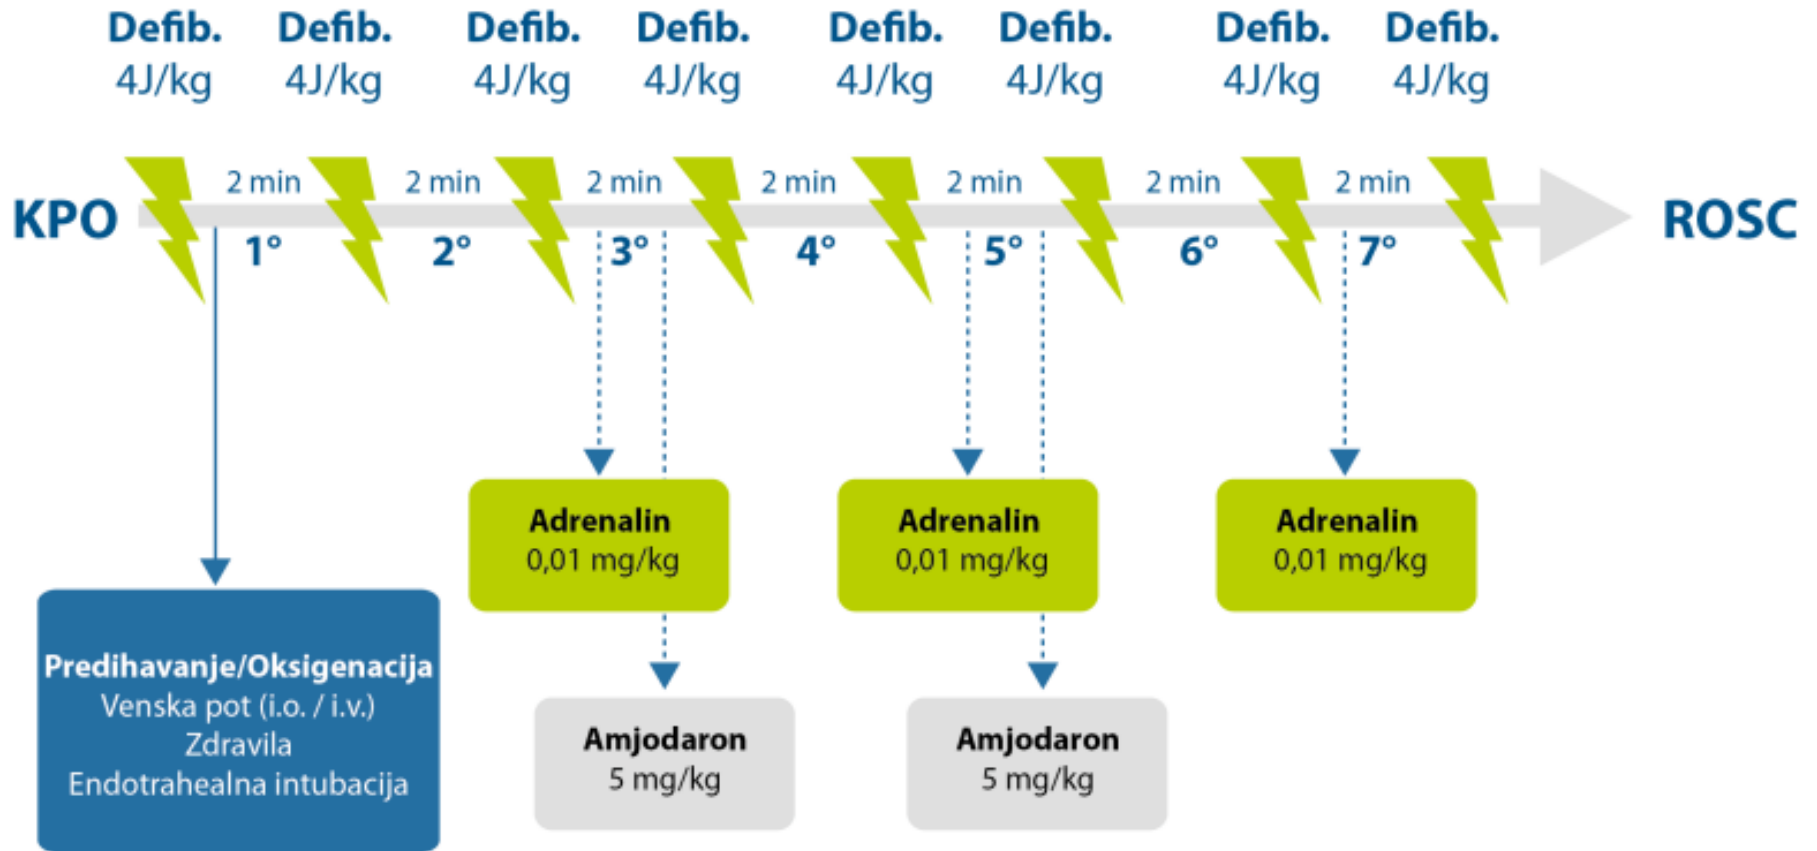 Defib. Defib. Defib. Defib. Defib. Defib. Defib. Defib.
4J/kg 4J/kg 4J/kg 4J/kg 4J/kg 4J/kg 4J/kg 4J/kg
2 min 2 min 2 min 2 min 2 min 2 min 2 min
KPO ROSC
1° 2° 3° 4° 5° 6° 7°
Adrenalin
0,01 mg/kg
Adrenalin
0,01 mg/kg
Adrenalin
0,01 mg/kg
Predihavanje/Oksigenacija
Venska pot (i.o. / i.v.)
Zdravila
Endotrahealna intubacija
Amjodaron
5 mg/kg
Amjodaron
5 mg/kg